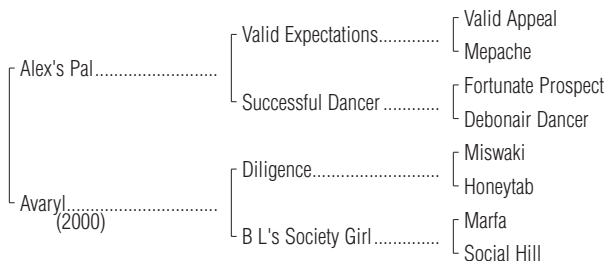 Valid Appeal
Valid Expectations.............
Mepache
Alex's Pal........................
Fortunate Prospect
Successful Dancer ............
Debonair Dancer
Miswaki
Diligence...........................
Honeytab
Avaryl..............................
(2000)
Marfa
B L's Society Girl..............
Social Hill